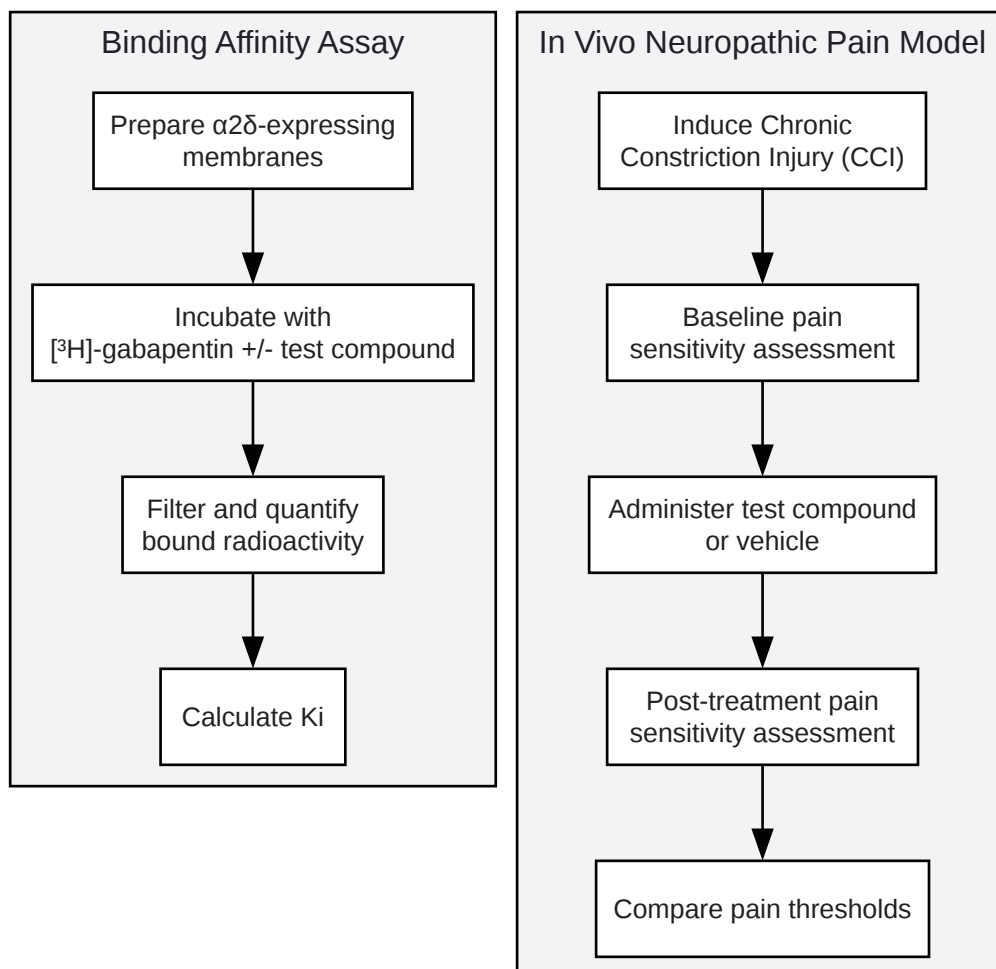 Binding Affinity Assay
Prepare α2δ-expressing
membranes
Incubate with
[³H]-gabapentin +/- test compound
Filter and quantify
bound radioactivity
Calculate Ki
In Vivo Neuropathic Pain Model
Induce Chronic
Constriction Injury (CCI)
Baseline pain
sensitivity assessment
Administer test compound
or vehicle
Post-treatment pain
sensitivity assessment
Compare pain thresholds